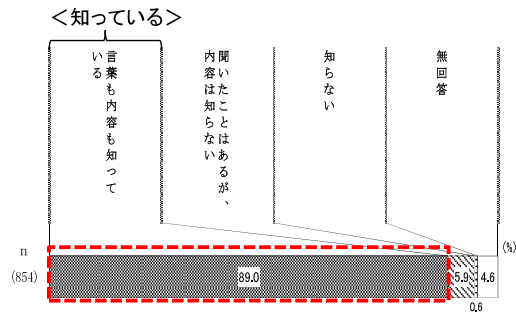 ＜知っている＞
言葉も内容も知って
いる
聞いたことはあるが、
内容は知らない
知らない
無回答
n
(%)
(854)
89.0
5.9
4.6
0.6